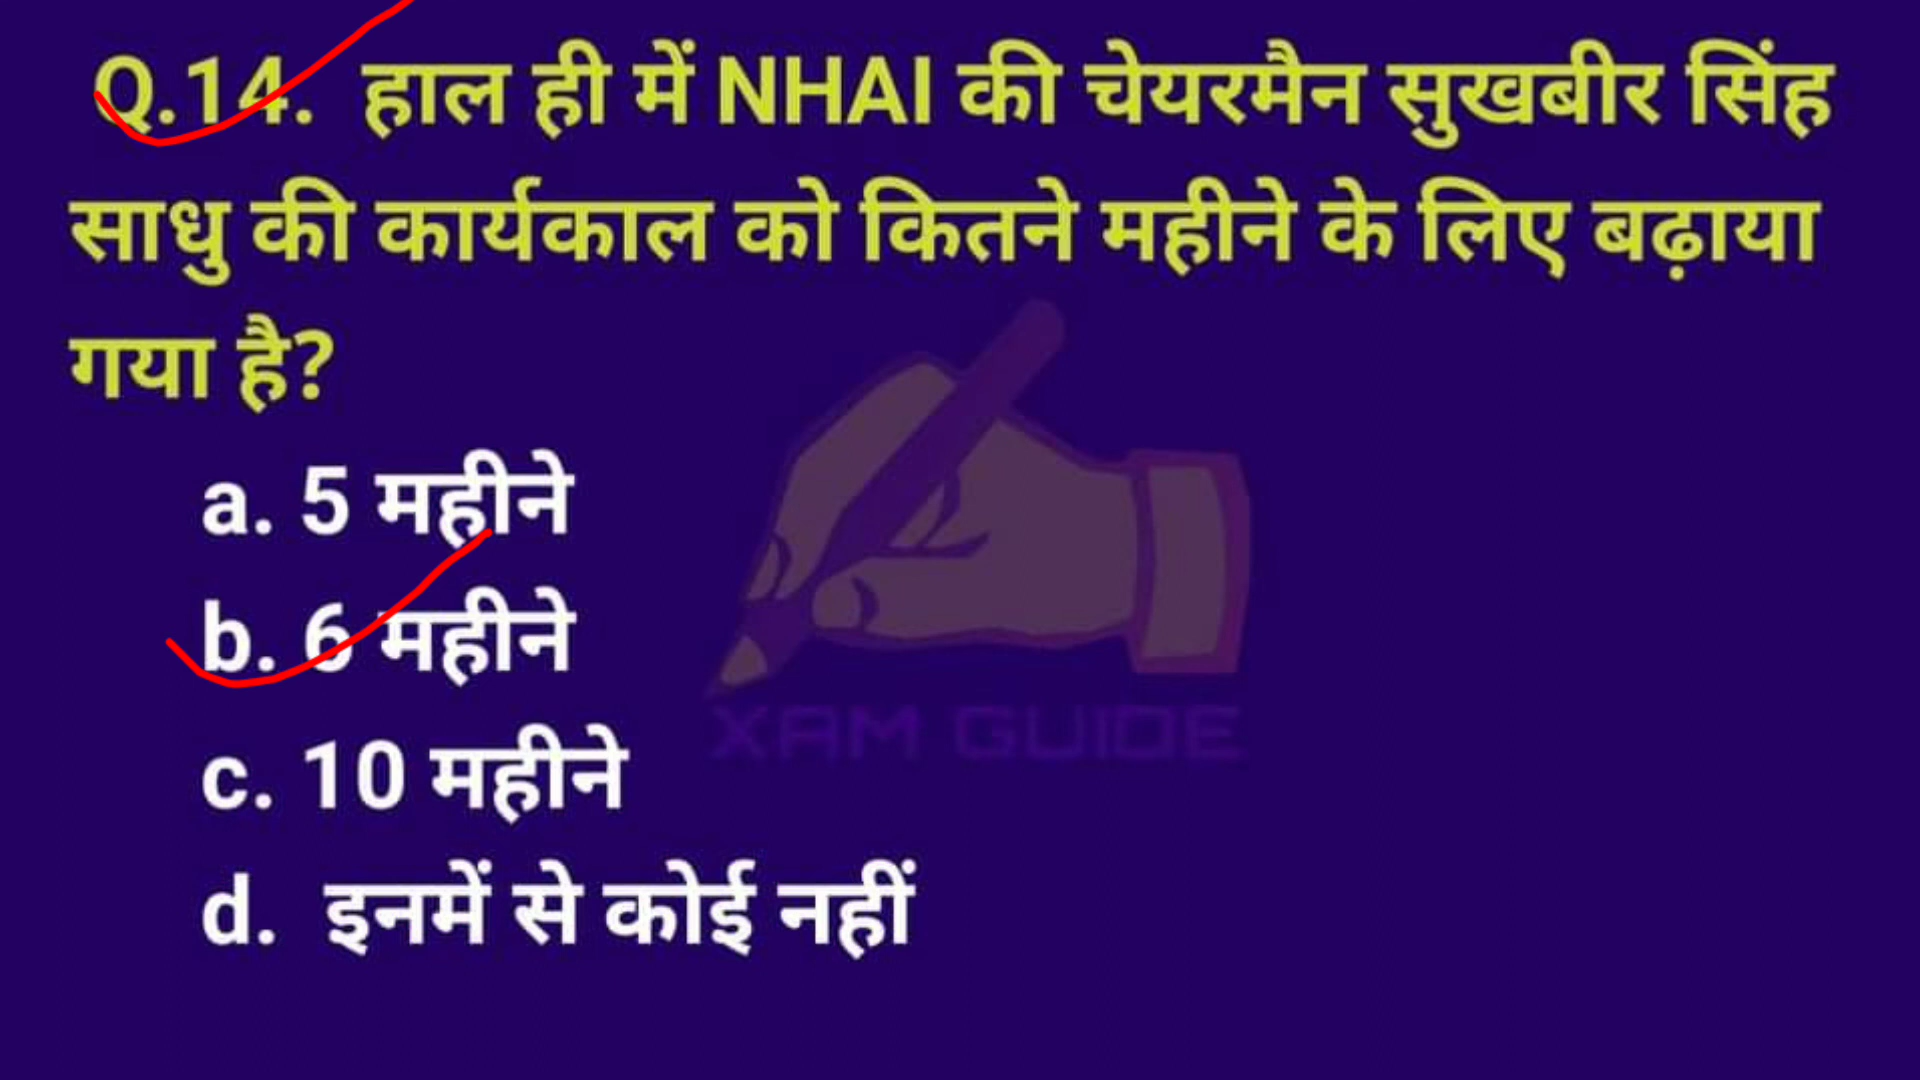 Q.14. हाल ही में NHAI की चेयरमैन सुखबीर सिंह
साधु की कार्यकाल को कितने महीने के लिए बढ़ाया
गया है?
a. 5 महीने
b. 6 महीने
c. 10 महीने
d. इनमें से कोई नहीं
XAM GUIDE